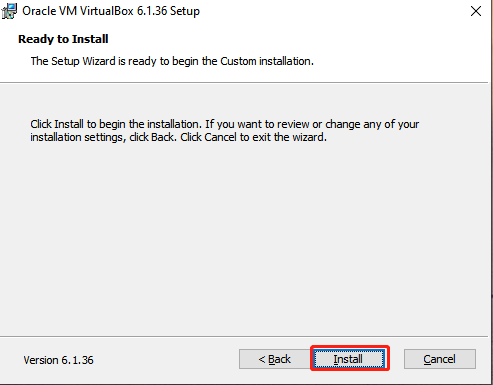 Oracle VM VirtualBox 6.1.36 Setup
Ready to Install
The Setup Wizard is ready to begin the Custom installation.
Click Install to begin the installation. If you want to review or change any of your
installation settings, click Back. Click Cancel to exit the wizard.
Version 6.1.36
< Back
Install
Cancel